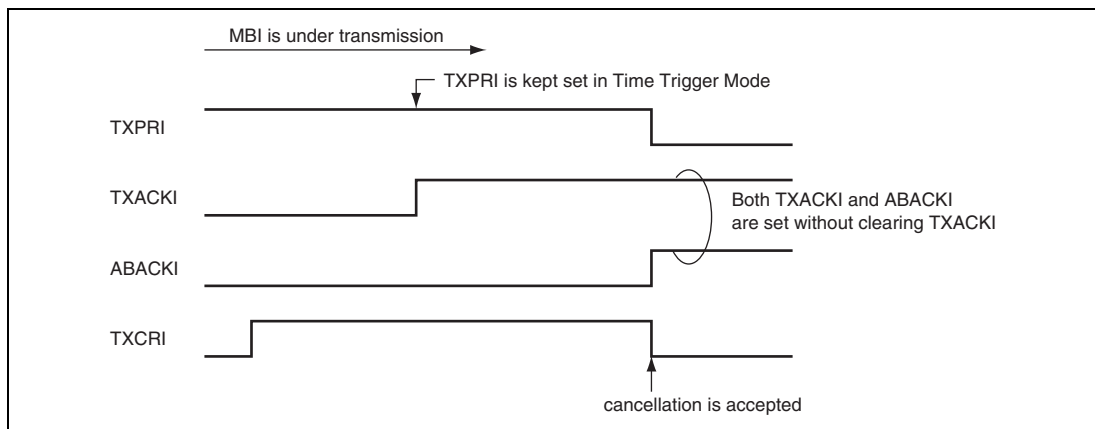 MBI is under transmission
TXPRI is kept set in Time Trigger Mode
TXPRI
TXACKI
Both TXACKI and ABACKI
are set without clearing TXACKI
ABACKI
TXCRI
cancellation is accepted